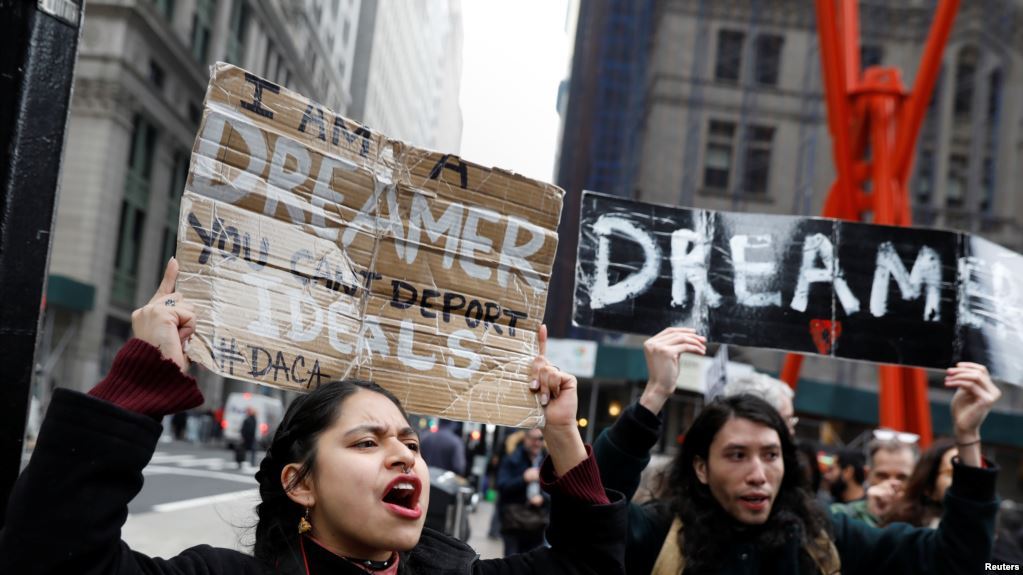 I AM A
DREAMER
YOU CAN'T DEPORT
IDEALS
#DACA
DREAMER
Reuters